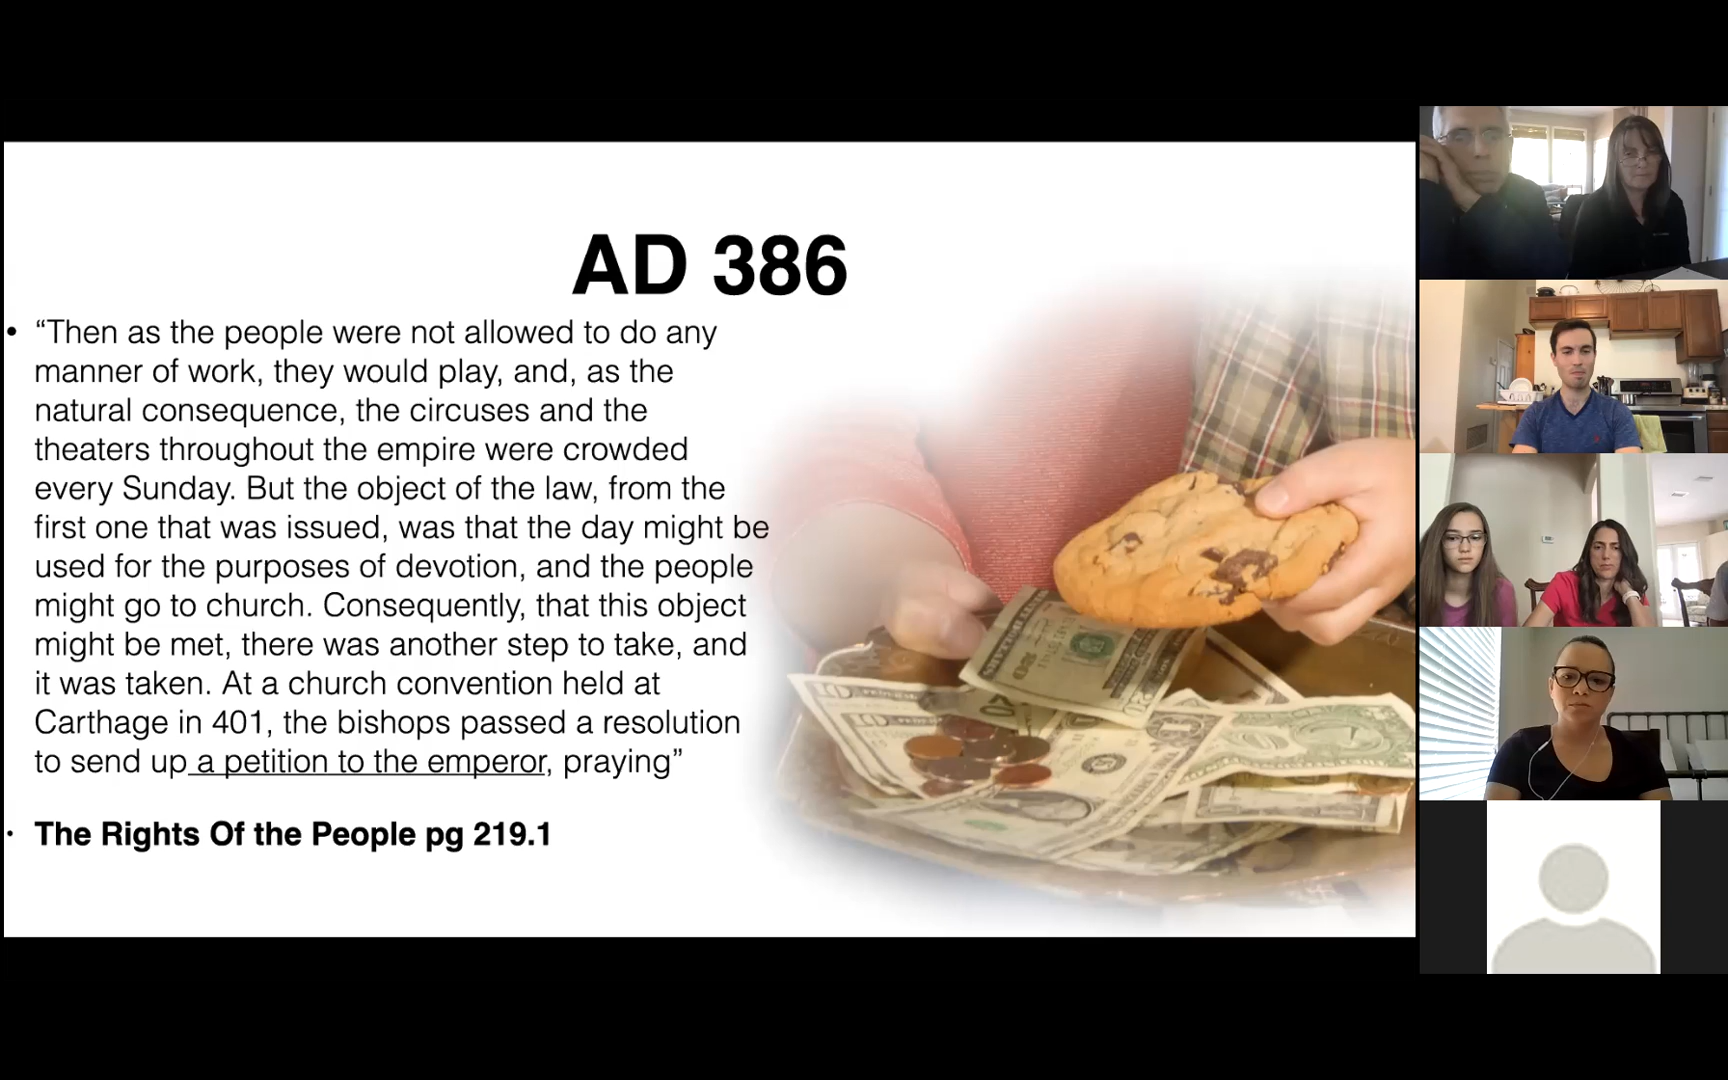 AD 386
• “Then as the people were not allowed to do any
manner of work, they would play, and, as the
natural consequence, the circuses and the
theaters throughout the empire were crowded
every Sunday. But the object of the law, from the
first one that was issued, was that the day might be
used for the purposes of devotion, and the people
might go to church. Consequently, that this object
might be met, there was another step to take, and
it was taken. At a church convention held at
Carthage in 401, the bishops passed a resolution
to send up a petition to the emperor, praying”
• The Rights Of the People pg 219.1